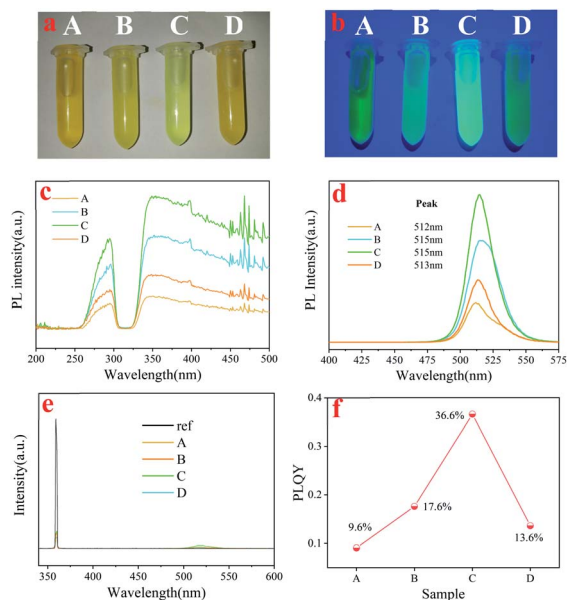 a A B C D
b A B C D
c
A
B
C
D
PL intensity(a.u.)
200 250 300 350 400 450 500
Wavelength(nm)
d
Peak
A 512nm
B 515nm
C 515nm
D 513nm
PL Intensity(a.u.)
400 425 450 475 500 525 550 575
Wavelength(nm)
e
ref
A
B
C
D
Intensity(a.u.)
350 400 450 500 550 600
Wavelength(nm)
f
0.4
0.3
0.2
0.1
PLQY
9.6%
17.6%
36.6%
13.6%
A B C D
Sample